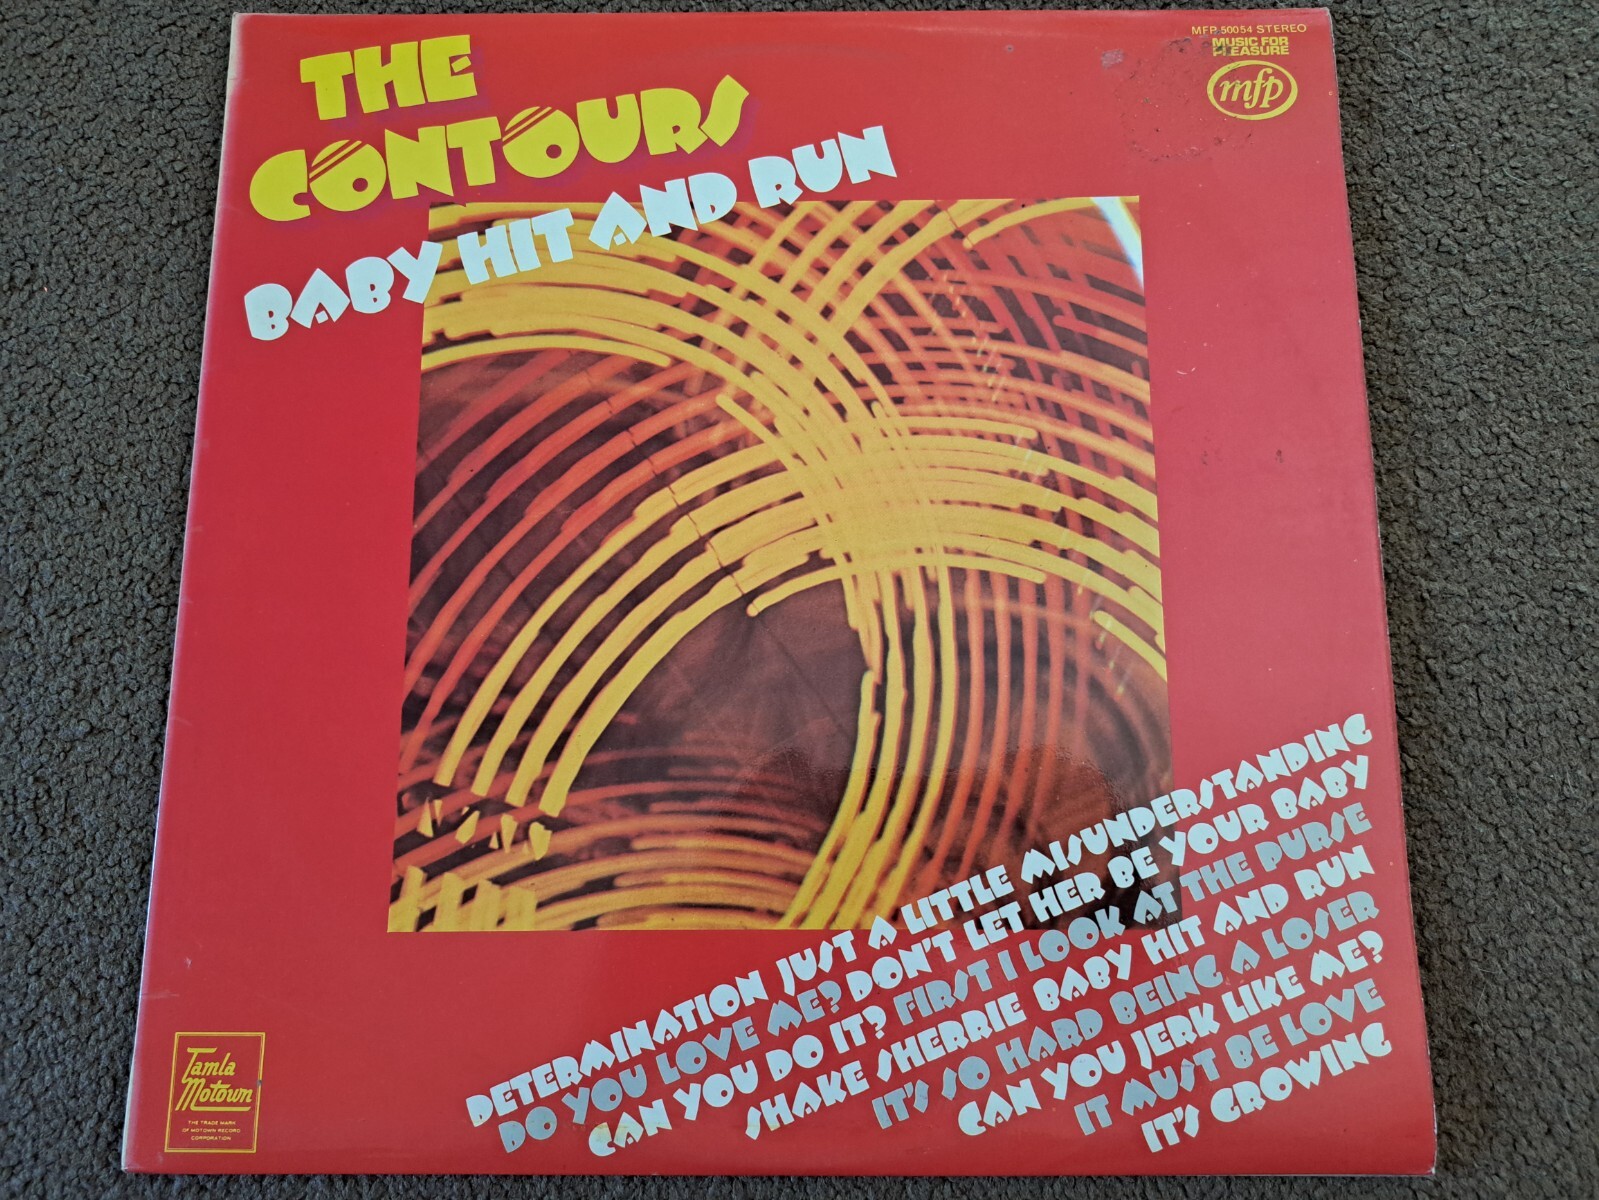 MFP 50054 STEREO
MUSIC FOR
PLEASURE
mfp
THE
CONTOURS
BABY HIT AND RUN
DETERMINATION JUST A LITTLE MISUNDERSTANDING
DO YOU LOVE ME? DON'T LET HER BE YOUR BABY
CAN YOU DO IT? FIRST I LOOK AT THE PURSE
SHAKE SHERRIE BABY HIT AND RUN
IT'S SO HARD BEING A LOSER
CAN YOU JERK LIKE ME?
IT MUST BE LOVE
IT'S GROWING
Tamla
Motown
THE TRADE MARK
OF MOTOWN RECORD
CORPORATION